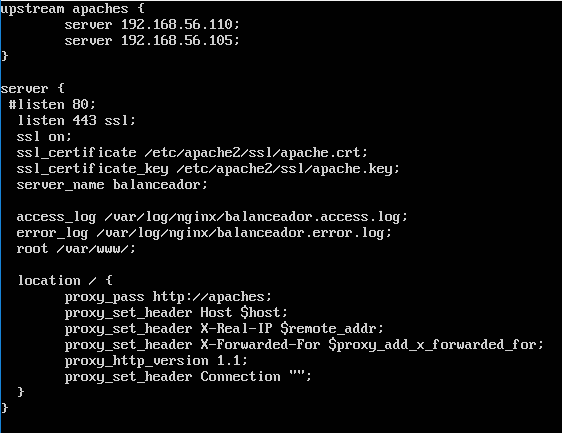 upstream apaches {
        server 192.168.56.110;
        server 192.168.56.105;
}

server {
 #listen 80;
  listen 443 ssl;
  ssl on;
  ssl_certificate /etc/apache2/ssl/apache.crt;
  ssl_certificate_key /etc/apache2/ssl/apache.key;
  server_name balanceador;

  access_log /var/log/nginx/balanceador.access.log;
  error_log /var/log/nginx/balanceador.error.log;
  root /var/www/;

  location / {
        proxy_pass http://apaches;
        proxy_set_header Host $host;
        proxy_set_header X-Real-IP $remote_addr;
        proxy_set_header X-Forwarded-For $proxy_add_x_forwarded_for;
        proxy_http_version 1.1;
        proxy_set_header Connection "";
  }
}